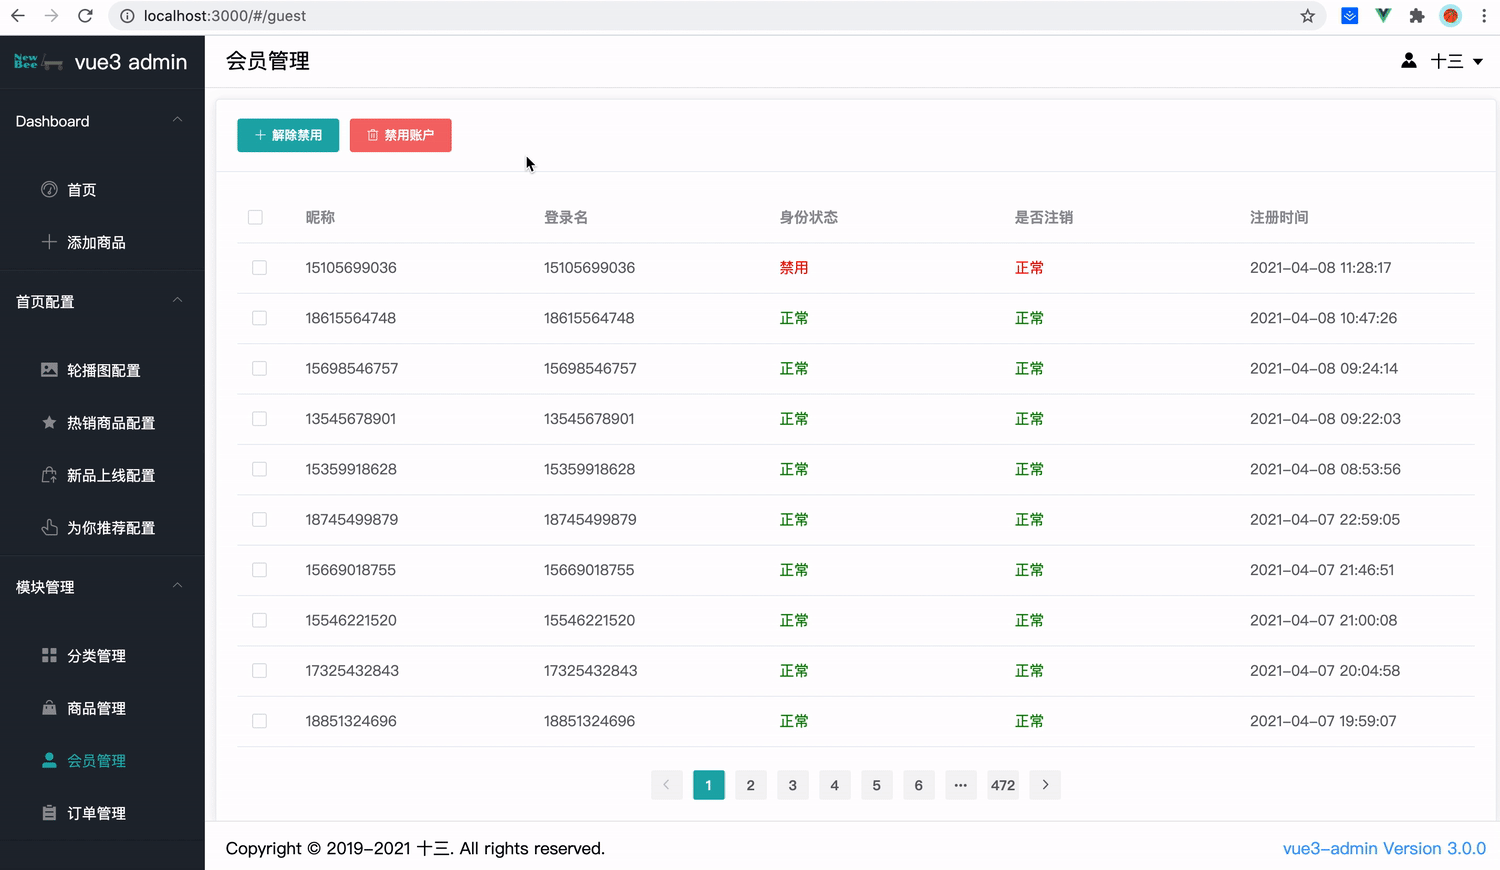 localhost:3000/#/guest
New Bee vue3 admin
会员管理
十三
Dashboard
首页
添加商品
首页配置
轮播图配置
热销商品配置
新品上线配置
为你推荐配置
模块管理
分类管理
商品管理
会员管理
订单管理
解除禁用 禁用账户
昵称 登录名 身份状态 是否注销 注册时间
15105699036 15105699036 禁用 正常 2021-04-08 11:28:17
18615564748 18615564748 正常 正常 2021-04-08 10:47:26
15698546757 15698546757 正常 正常 2021-04-08 09:24:14
13545678901 13545678901 正常 正常 2021-04-08 09:22:03
15359918628 15359918628 正常 正常 2021-04-08 08:53:56
18745499879 18745499879 正常 正常 2021-04-07 22:59:05
15669018755 15669018755 正常 正常 2021-04-07 21:46:51
15546221520 15546221520 正常 正常 2021-04-07 21:00:08
17325432843 17325432843 正常 正常 2021-04-07 20:04:58
18851324696 18851324696 正常 正常 2021-04-07 19:59:07
1 2 3 4 5 6 ··· 472
Copyright © 2019-2021 十三. All rights reserved.
vue3-admin Version 3.0.0